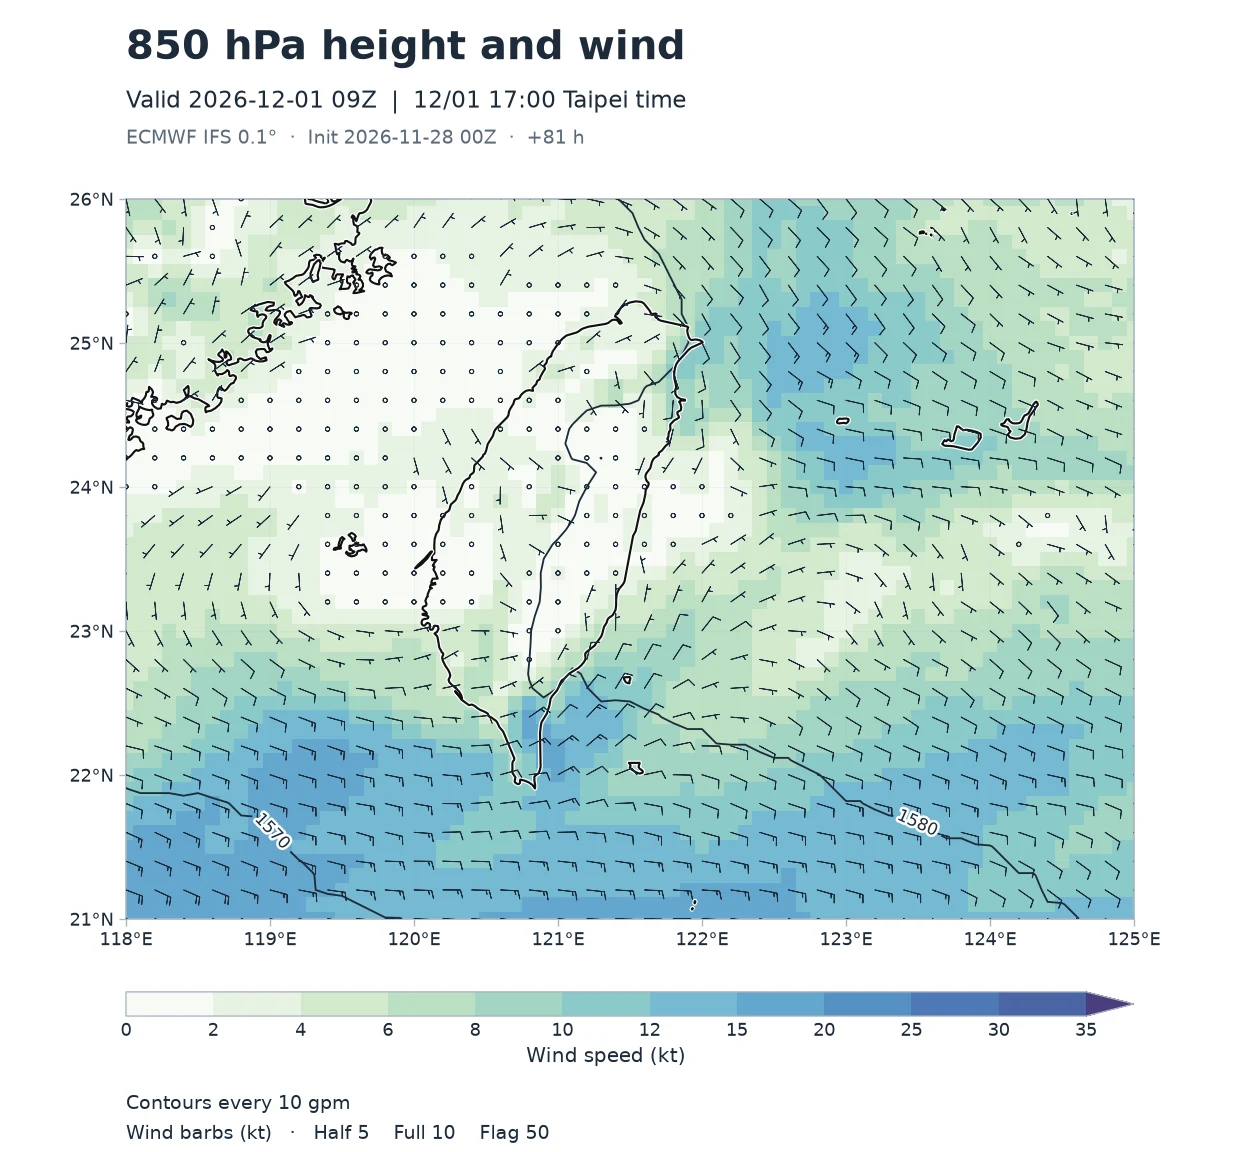 850 hPa height and wind
Valid 2026-12-01 09Z | 12/01 17:00 Taipei time
ECMWF IFS 0.1° · Init 2026-11-28 00Z · +81 h
26°N
25°N
24°N
23°N
22°N
21°N
1570
1580
118°E 119°E 120°E 121°E 122°E 123°E 124°E 125°E
0 2 4 6 8 10 12 15 20 25 30 35
Wind speed (kt)
Contours every 10 gpm
Wind barbs (kt) · Half 5 Full 10 Flag 50